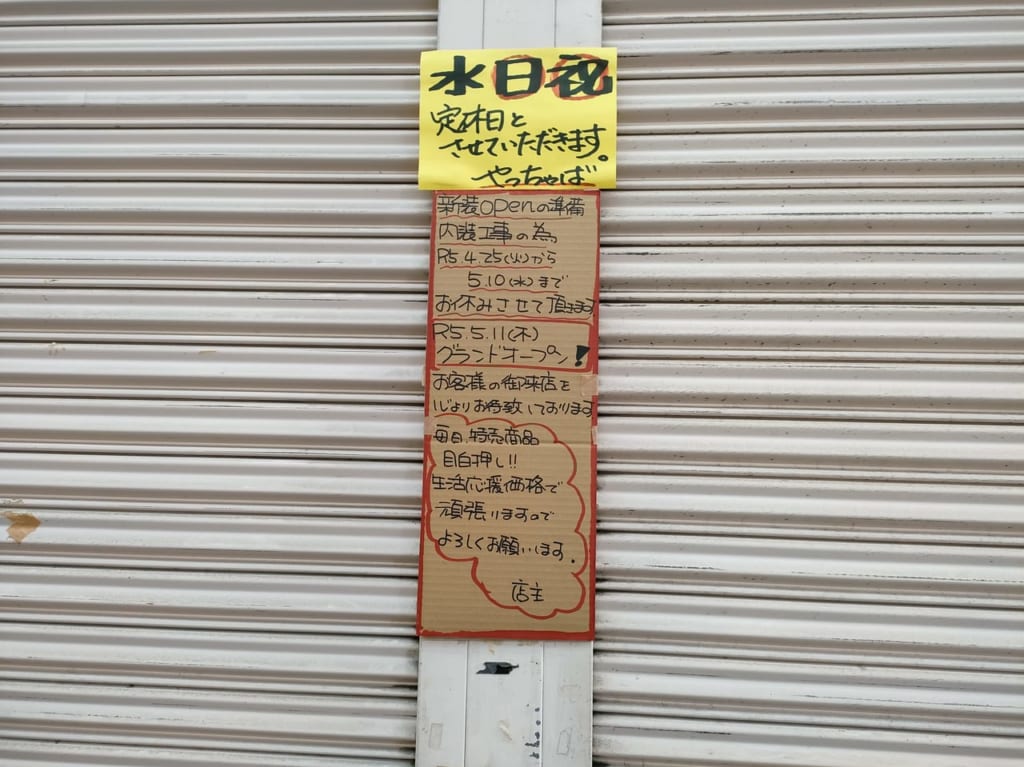 水日祝
定休日と
させていただきます。
やっちゃば
新装openの準備
内装工事の為
R5.4.25(火)から
5.10(水)まで
お休みさせて頂きます
R5.5.11(木)
グランドオープン!
お客様の御来店を
心よりお待致しております
毎日、特売商品
目白押し!!
生活応援価格で
頑張りますので
よろしくお願います.
店主